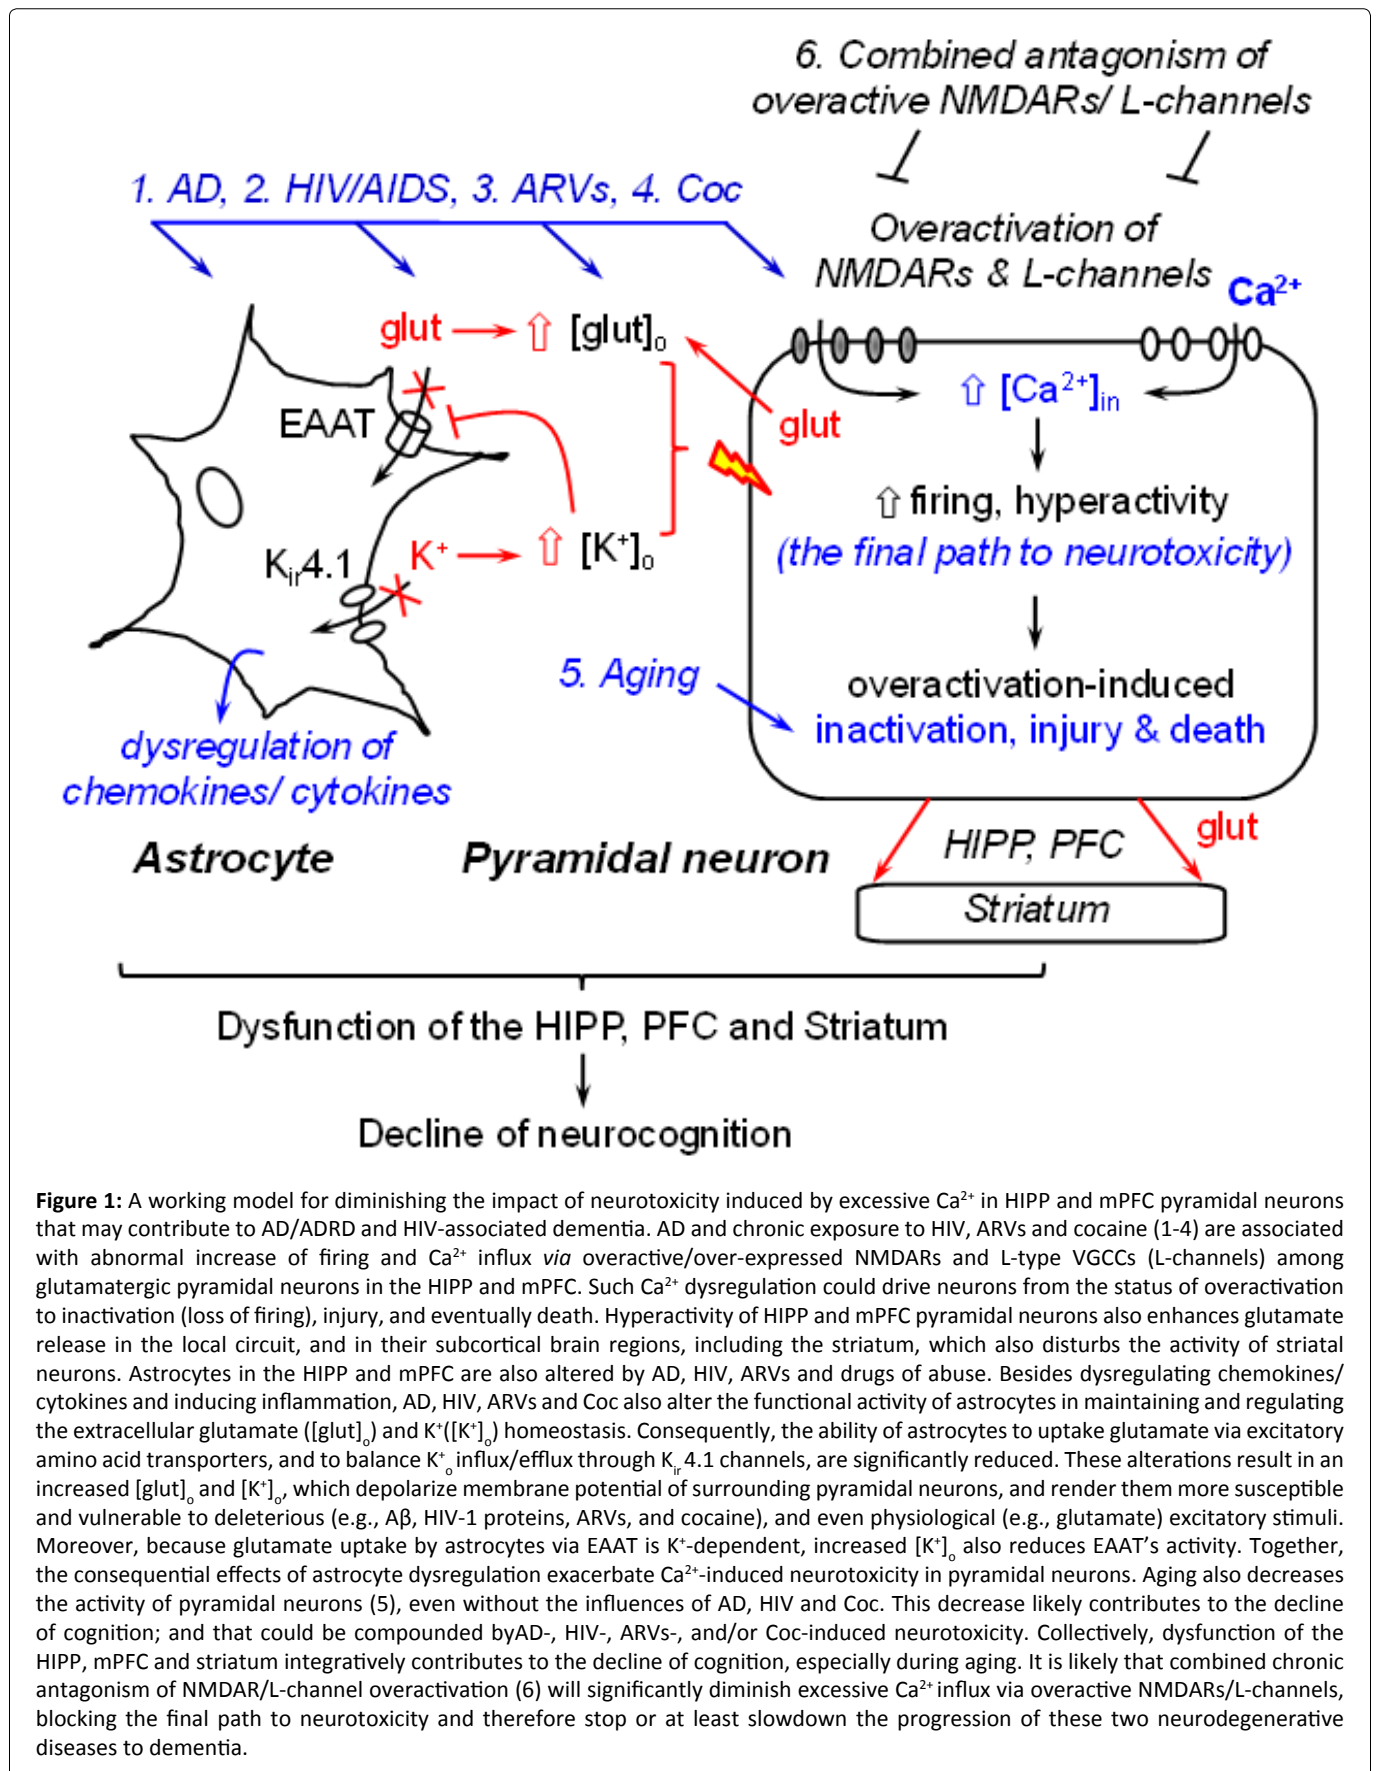 6. Combined antagonism of
overactive NMDARs/ L-channels
1. AD, 2. HIV/AIDS, 3. ARVs, 4. Coc
Overactivation of
NMDARs & L-channels
Ca²⁺
glut
⇧ [glut]ₒ
EAAT
glut
⇧ [Ca²⁺]in
⇧ firing, hyperactivity
(the final path to neurotoxicity)
Kir4.1
K⁺
⇧ [K⁺]ₒ
5. Aging
overactivation-induced
inactivation, injury & death
dysregulation of
chemokines/ cytokines
Astrocyte
Pyramidal neuron
HIPP, PFC
glut
Striatum
Dysfunction of the HIPP, PFC and Striatum
Decline of neurocognition
Figure 1: A working model for diminishing the impact of neurotoxicity induced by excessive Ca²⁺ in HIPP and mPFC pyramidal neurons
that may contribute to AD/ADRD and HIV-associated dementia. AD and chronic exposure to HIV, ARVs and cocaine (1-4) are associated
with abnormal increase of firing and Ca²⁺ influx via overactive/over-expressed NMDARs and L-type VGCCs (L-channels) among
glutamatergic pyramidal neurons in the HIPP and mPFC. Such Ca²⁺ dysregulation could drive neurons from the status of overactivation
to inactivation (loss of firing), injury, and eventually death. Hyperactivity of HIPP and mPFC pyramidal neurons also enhances glutamate
release in the local circuit, and in their subcortical brain regions, including the striatum, which also disturbs the activity of striatal
neurons. Astrocytes in the HIPP and mPFC are also altered by AD, HIV, ARVs and drugs of abuse. Besides dysregulating chemokines/
cytokines and inducing inflammation, AD, HIV, ARVs and Coc also alter the functional activity of astrocytes in maintaining and regulating
the extracellular glutamate ([glut]ₒ) and K⁺([K⁺]ₒ) homeostasis. Consequently, the ability of astrocytes to uptake glutamate via excitatory
amino acid transporters, and to balance K⁺ₒ influx/efflux through Kir4.1 channels, are significantly reduced. These alterations result in an
increased [glut]ₒ and [K⁺]ₒ, which depolarize membrane potential of surrounding pyramidal neurons, and render them more susceptible
and vulnerable to deleterious (e.g., Aβ, HIV-1 proteins, ARVs, and cocaine), and even physiological (e.g., glutamate) excitatory stimuli.
Moreover, because glutamate uptake by astrocytes via EAAT is K⁺-dependent, increased [K⁺]ₒ also reduces EAAT's activity. Together,
the consequential effects of astrocyte dysregulation exacerbate Ca²⁺-induced neurotoxicity in pyramidal neurons. Aging also decreases
the activity of pyramidal neurons (5), even without the influences of AD, HIV and Coc. This decrease likely contributes to the decline
of cognition; and that could be compounded byAD-, HIV-, ARVs-, and/or Coc-induced neurotoxicity. Collectively, dysfunction of the
HIPP, mPFC and striatum integratively contributes to the decline of cognition, especially during aging. It is likely that combined chronic
antagonism of NMDAR/L-channel overactivation (6) will significantly diminish excessive Ca²⁺ influx via overactive NMDARs/L-channels,
blocking the final path to neurotoxicity and therefore stop or at least slowdown the progression of these two neurodegenerative
diseases to dementia.